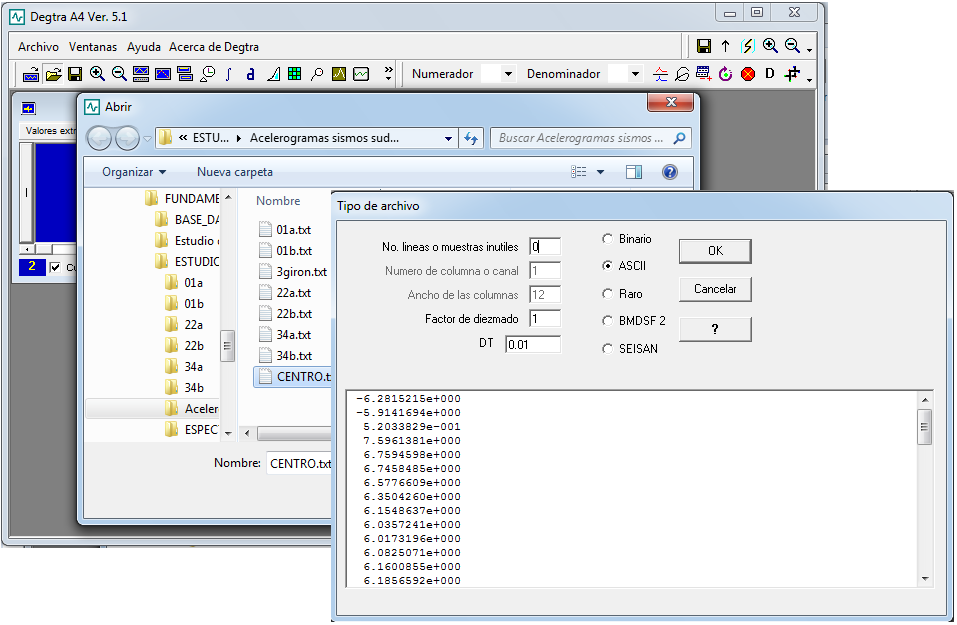 Degtra A4 Ver. 5.1
Archivo Ventanas Ayuda Acerca de Degtra
Numerador Denominador D
Valores extr
2
Cu
Abrir
« ESTU... Acelerogramas sismos sud...
Buscar Acelerogramas sismos ...
Organizar Nueva carpeta
FUNDAME
BASE_DA
Estudio
ESTUDIC
01a
01b
22a
22b
34a
34b
Aceler
ESPEC
Nombre
01a.txt
01b.txt
3giron.txt
22a.txt
22b.txt
34a.txt
34b.txt
CENTRO.t
Nombre: CENTRO.txt
Tipo de archivo
No. lineas o muestras inutiles 0
Numero de columna o canal 1
Ancho de las columnas 12
Factor de diezmado 1
DT 0.01
Binario
ASCII
Raro
BMDSF 2
SEISAN
OK
Cancelar
?
-6.2815215e+000
-5.9141694e+000
5.2033829e-001
7.5961381e+000
6.7594598e+000
6.7458485e+000
6.5776609e+000
6.3504260e+000
6.1548637e+000
6.0357241e+000
6.0173196e+000
6.0825071e+000
6.1600855e+000
6.1856592e+000